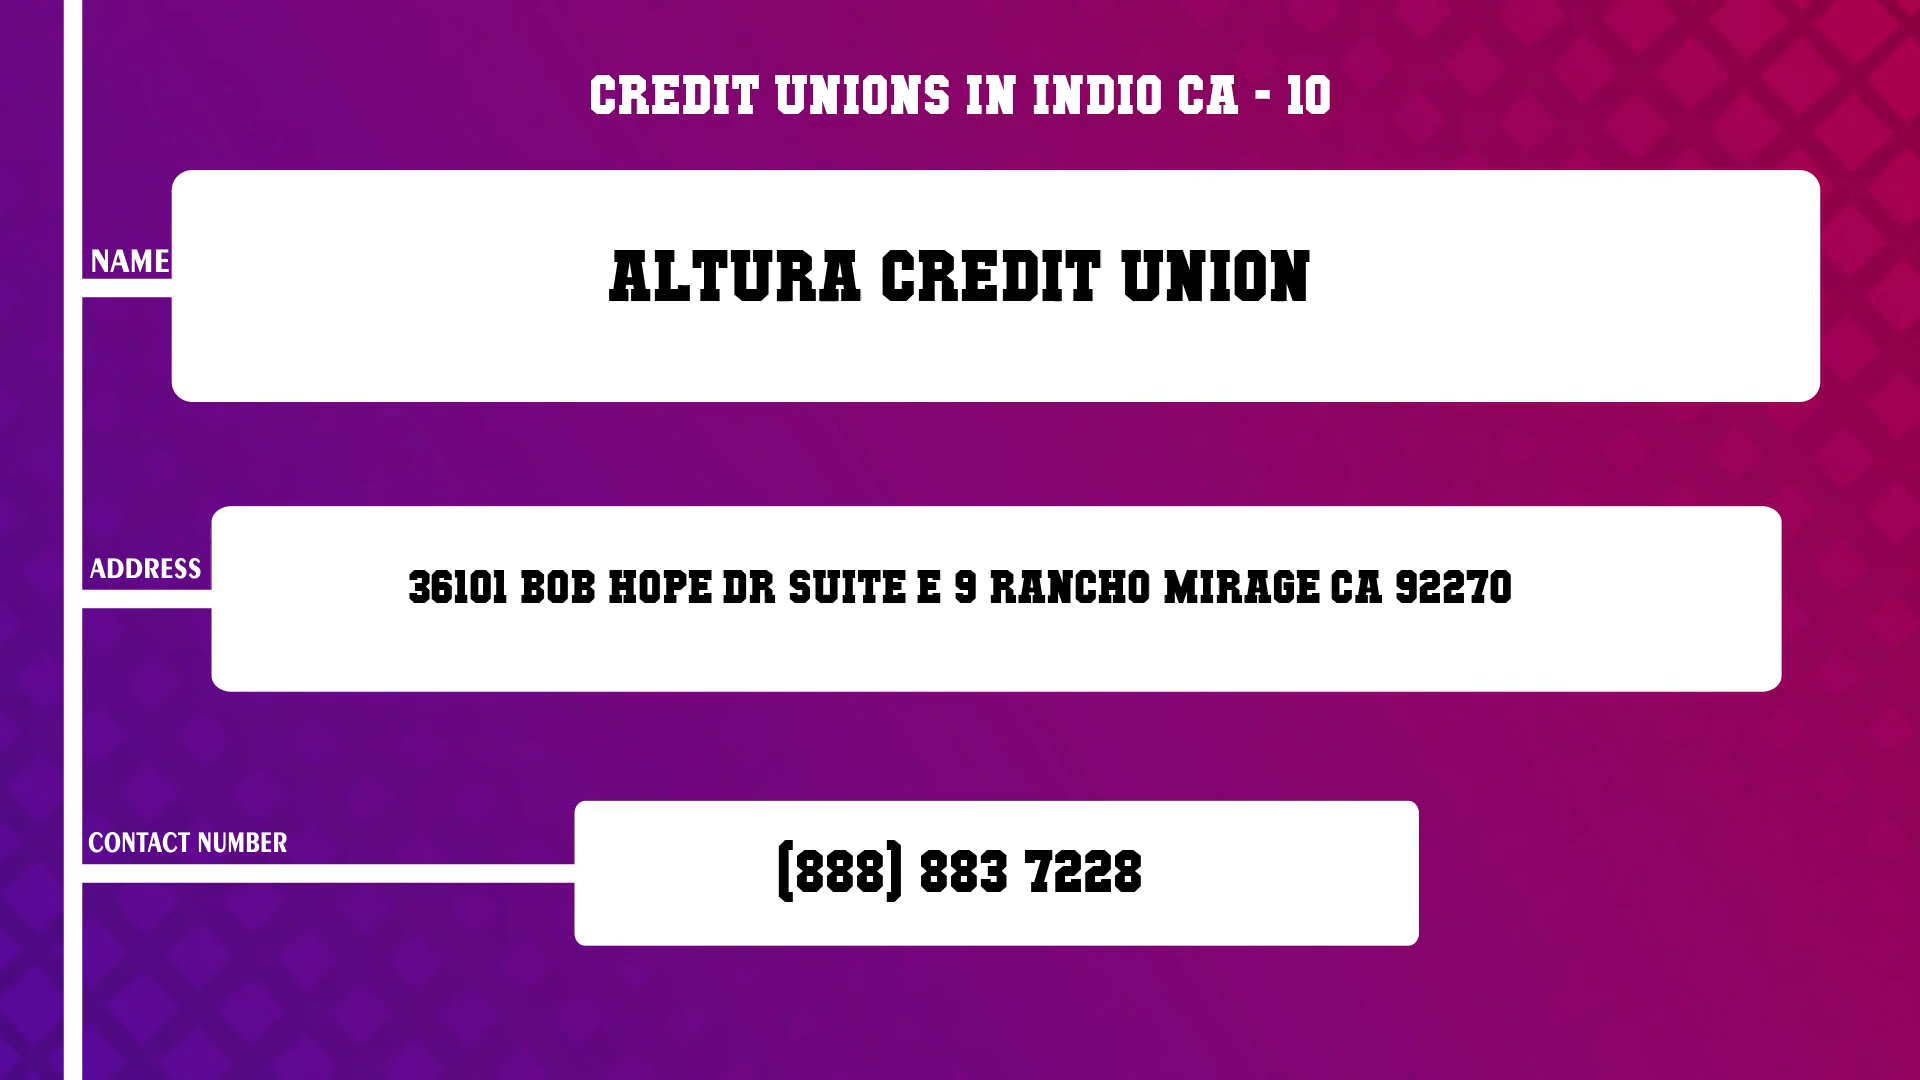 CREDIT UNIONS IN INDIO CA - 10
NAME
ALTURA CREDIT UNION
ADDRESS
36101 BOB HOPE DR SUITE E 9 RANCHO MIRAGE CA 92270
CONTACT NUMBER
(888) 883 7228